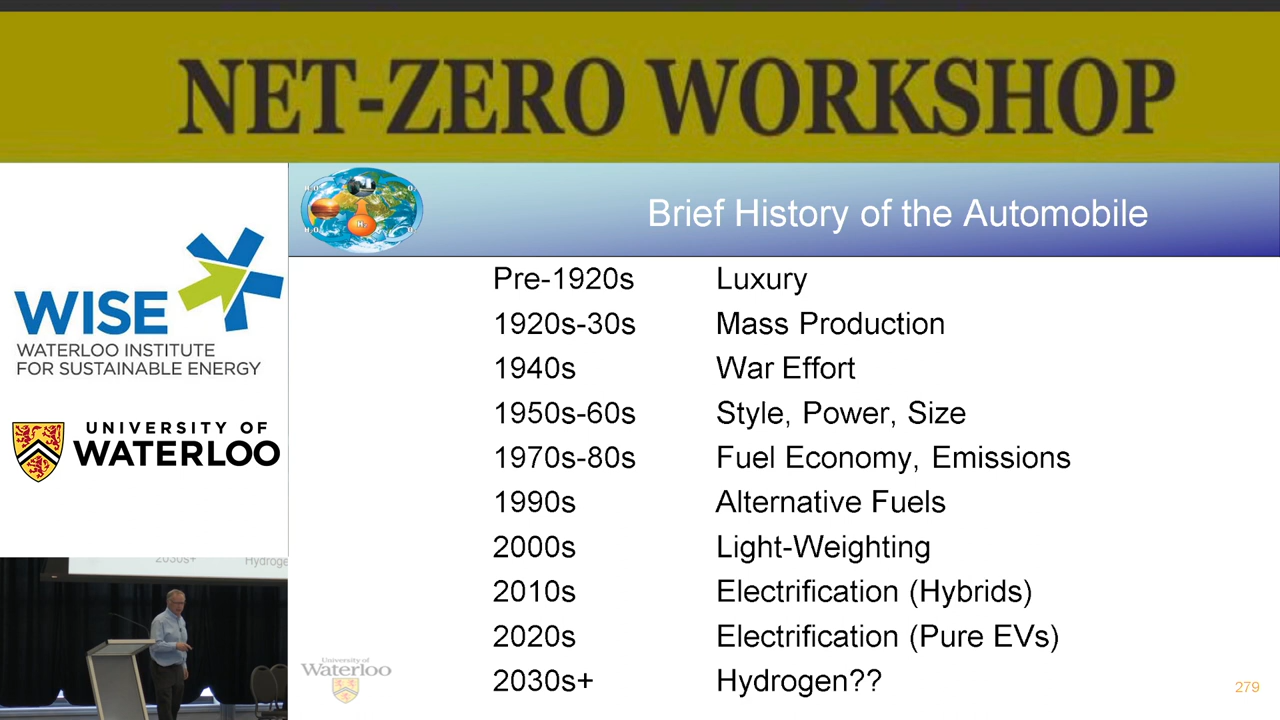 NET-ZERO WORKSHOP
WISE
WATERLOO INSTITUTE
FOR SUSTAINABLE ENERGY
UNIVERSITY OF
WATERLOO
Brief History of the Automobile
Pre-1920s Luxury
1920s-30s Mass Production
1940s War Effort
1950s-60s Style, Power, Size
1970s-80s Fuel Economy, Emissions
1990s Alternative Fuels
2000s Light-Weighting
2010s Electrification (Hybrids)
2020s Electrification (Pure EVs)
2030s+ Hydrogen??
University of
Waterloo
279
2030s+ Hydroge